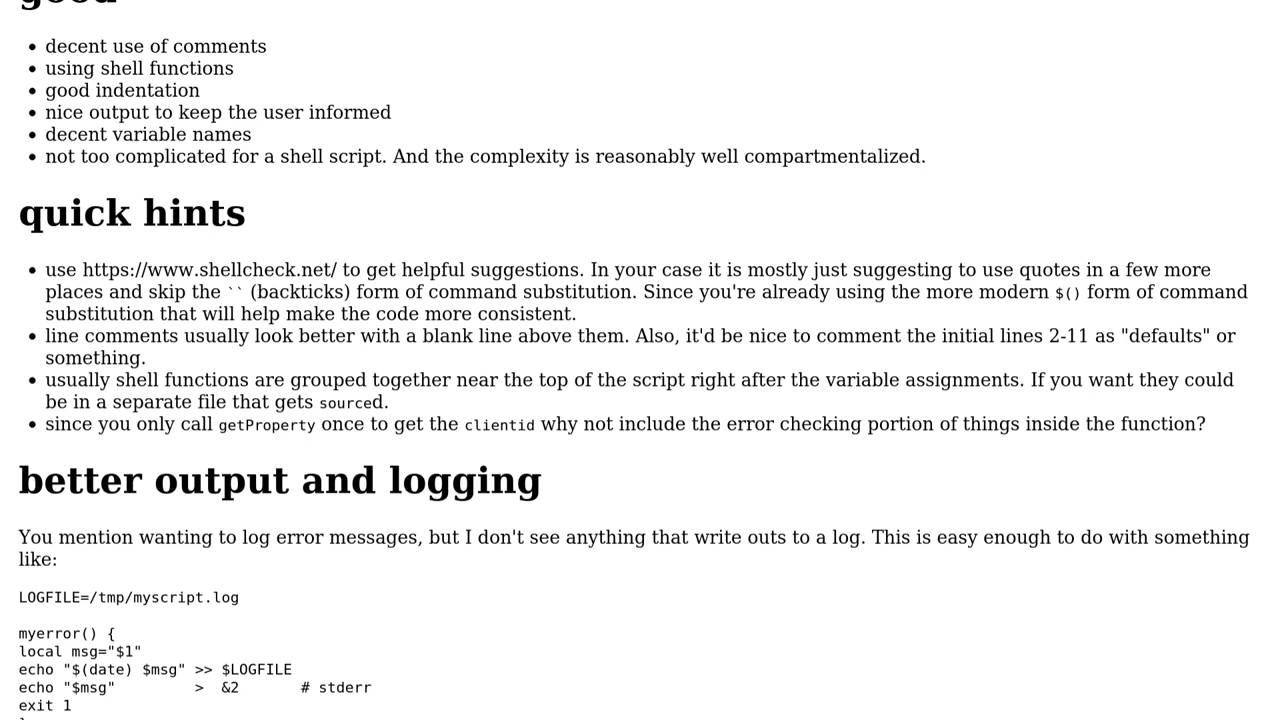 good
• decent use of comments
• using shell functions
• good indentation
• nice output to keep the user informed
• decent variable names
• not too complicated for a shell script. And the complexity is reasonably well compartmentalized.
quick hints
• use https://www.shellcheck.net/ to get helpful suggestions. In your case it is mostly just suggesting to use quotes in a few more
places and skip the `` (backticks) form of command substitution. Since you're already using the more modern $() form of command
substitution that will help make the code more consistent.
• line comments usually look better with a blank line above them. Also, it'd be nice to comment the initial lines 2-11 as "defaults" or
something.
• usually shell functions are grouped together near the top of the script right after the variable assignments. If you want they could
be in a separate file that gets sourced.
• since you only call getProperty once to get the clientid why not include the error checking portion of things inside the function?
better output and logging
You mention wanting to log error messages, but I don't see anything that write outs to a log. This is easy enough to do with something
like:
LOGFILE=/tmp/myscript.log
myerror() {
local msg="$1"
echo "$(date) $msg" >> $LOGFILE
echo "$msg"         >  &2       # stderr
exit 1